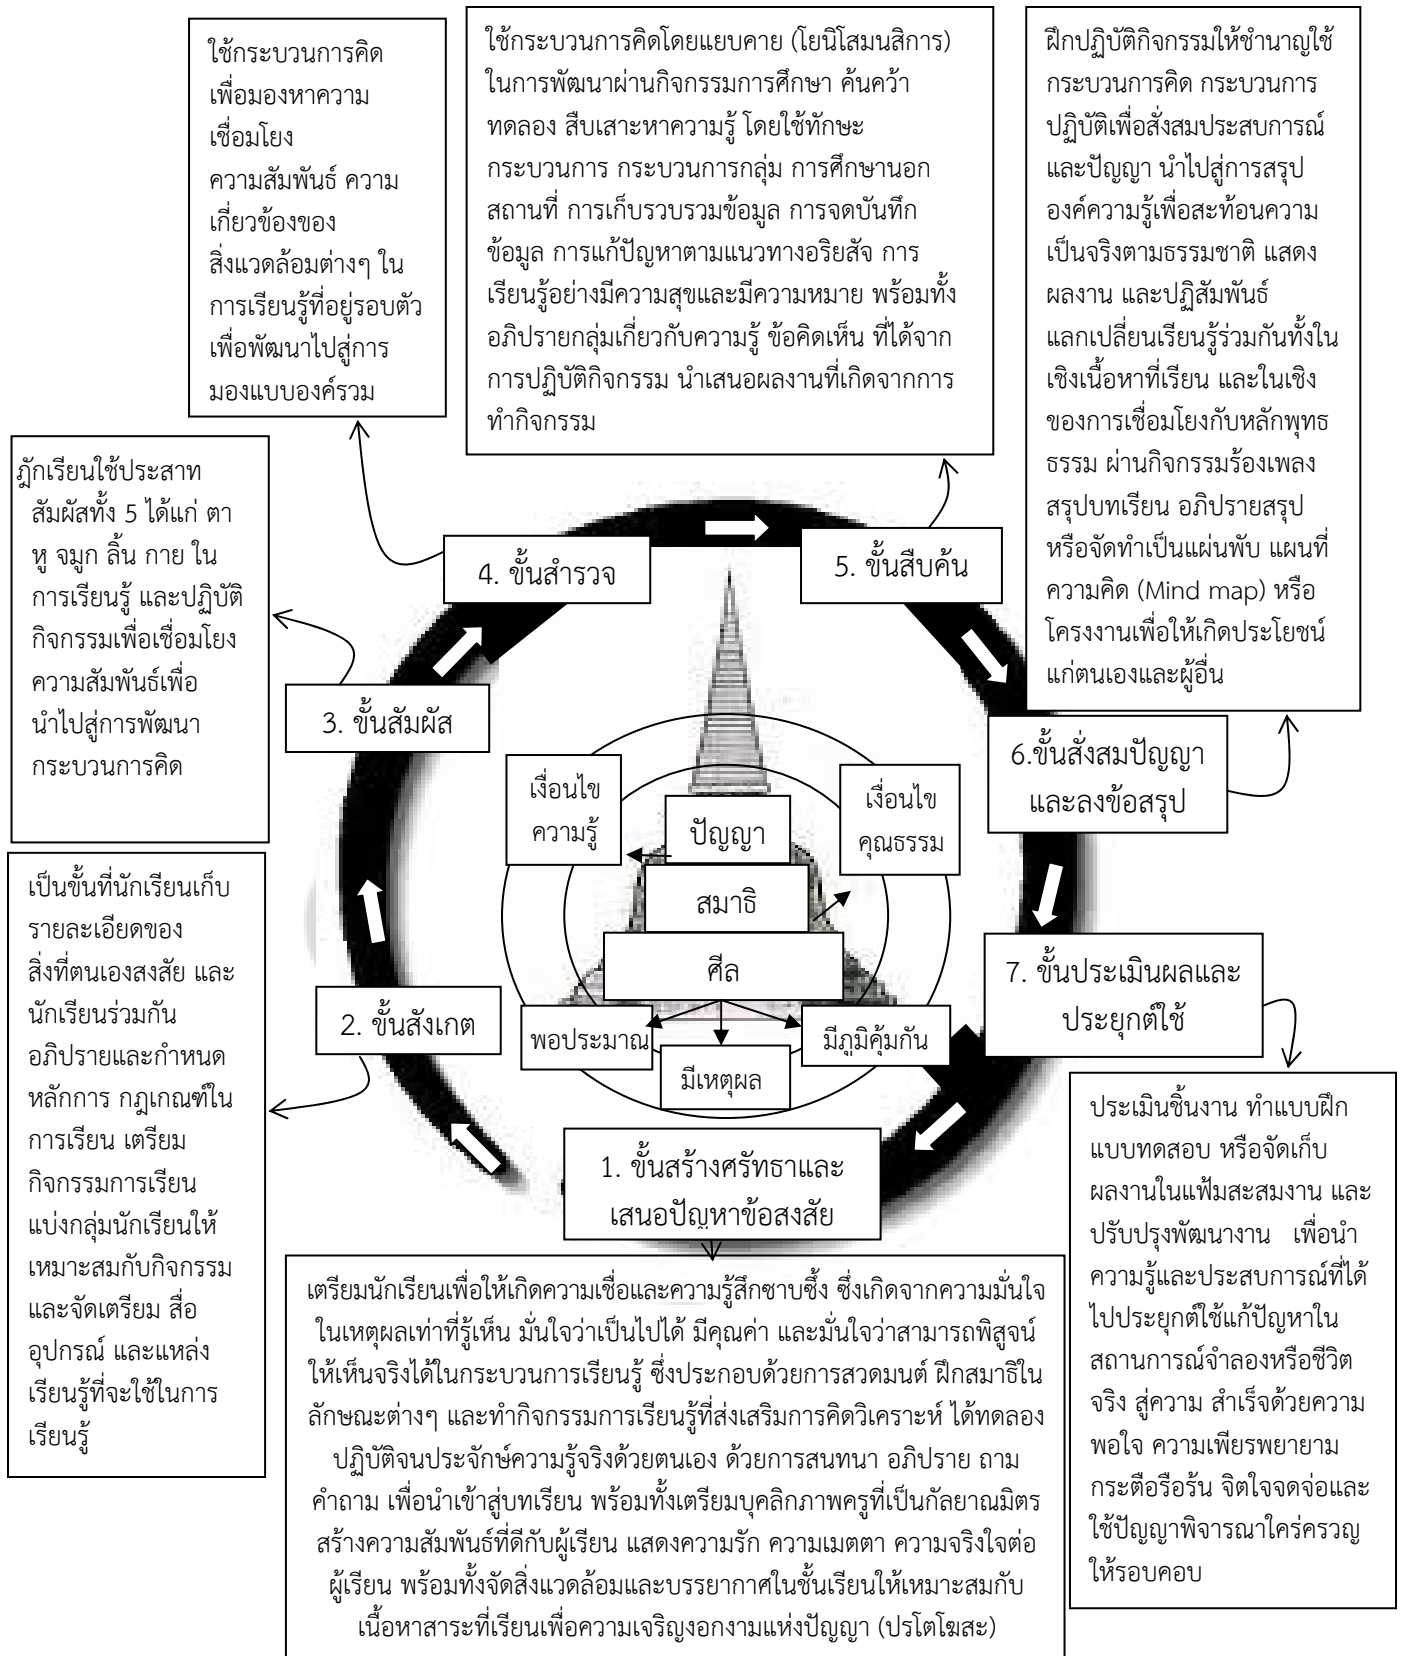 ใช้กระบวนการคิด
เพื่อมองหาความ
เชื่อมโยง
ความสัมพันธ์ ความ
เกี่ยวข้องของ
สิ่งแวดล้อมต่างๆ ใน
การเรียนรู้ที่อยู่รอบตัว
เพื่อพัฒนาไปสู่การ
มองแบบองค์รวม
ใช้กระบวนการคิดโดยแยบคาย (โยนิโสมนสิการ)
ในการพัฒนาผ่านกิจกรรมการศึกษา ค้นคว้า
ทดลอง สืบเสาะหาความรู้ โดยใช้ทักษะ
กระบวนการ กระบวนการกลุ่ม การศึกษานอก
สถานที่ การเก็บรวบรวมข้อมูล การจดบันทึก
ข้อมูล การแก้ปัญหาตามแนวทางอริยสัจ การ
เรียนรู้อย่างมีความสุขและมีความหมาย พร้อมทั้ง
อภิปรายกลุ่มเกี่ยวกับความรู้ ข้อคิดเห็น ที่ได้จาก
การปฏิบัติกิจกรรม นำเสนอผลงานที่เกิดจากการ
ทำกิจกรรม
ฝึกปฏิบัติกิจกรรมให้ชำนาญใช้
กระบวนการคิด กระบวนการ
ปฏิบัติเพื่อสั่งสมประสบการณ์
และปัญญา นำไปสู่การสรุป
องค์ความรู้เพื่อสะท้อนความ
เป็นจริงตามธรรมชาติ แสดง
ผลงาน และปฏิสัมพันธ์
แลกเปลี่ยนเรียนรู้ร่วมกันทั้งใน
เชิงเนื้อหาที่เรียน และในเชิง
ของการเชื่อมโยงกับหลักพุทธ
ธรรม ผ่านกิจกรรมร้องเพลง
สรุปบทเรียน อภิปรายสรุป
หรือจัดทำเป็นแผ่นพับ แผนที่
ความคิด (Mind map) หรือ
โครงงานเพื่อให้เกิดประโยชน์
แก่ตนเองและผู้อื่น
ฎักเรียนใช้ประสาท
สัมผัสทั้ง 5 ได้แก่ ตา
หู จมูก ลิ้น กาย ใน
การเรียนรู้ และปฏิบัติ
กิจกรรมเพื่อเชื่อมโยง
ความสัมพันธ์เพื่อ
นำไปสู่การพัฒนา
กระบวนการคิด
4. ขั้นสำรวจ
5. ขั้นสืบค้น
3. ขั้นสัมผัส
6.ขั้นสั่งสมปัญญา
และลงข้อสรุป
เงื่อนไข
ความรู้
เงื่อนไข
คุณธรรม
ปัญญา
สมาธิ
ศีล
พอประมาณ
มีเหตุผล
มีภูมิคุ้มกัน
2. ขั้นสังเกต
7. ขั้นประเมินผลและ
ประยุกต์ใช้
เป็นขั้นที่นักเรียนเก็บ
รายละเอียดของ
สิ่งที่ตนเองสงสัย และ
นักเรียนร่วมกัน
อภิปรายและกำหนด
หลักการ กฎเกณฑ์ใน
การเรียน เตรียม
กิจกรรมการเรียน
แบ่งกลุ่มนักเรียนให้
เหมาะสมกับกิจกรรม
และจัดเตรียม สื่อ
อุปกรณ์ และแหล่ง
เรียนรู้ที่จะใช้ในการ
เรียนรู้
1. ขั้นสร้างศรัทธาและ
เสนอปัญหาข้อสงสัย
ประเมินชิ้นงาน ทำแบบฝึก
แบบทดสอบ หรือจัดเก็บ
ผลงานในแฟ้มสะสมงาน และ
ปรับปรุงพัฒนางาน เพื่อนำ
ความรู้และประสบการณ์ที่ได้
ไปประยุกต์ใช้แก้ปัญหาใน
สถานการณ์จำลองหรือชีวิต
จริง สู่ความ สำเร็จด้วยความ
พอใจ ความเพียรพยายาม
กระตือรือร้น จิตใจจดจ่อและ
ใช้ปัญญาพิจารณาใคร่ครวญ
ให้รอบคอบ
เตรียมนักเรียนเพื่อให้เกิดความเชื่อและความรู้สึกซาบซึ้ง ซึ่งเกิดจากความมั่นใจ
ในเหตุผลเท่าที่รู้เห็น มั่นใจว่าเป็นไปได้ มีคุณค่า และมั่นใจว่าสามารถพิสูจน์
ให้เห็นจริงได้ในกระบวนการเรียนรู้ ซึ่งประกอบด้วยการสวดมนต์ ฝึกสมาธิใน
ลักษณะต่างๆ และทำกิจกรรมการเรียนรู้ที่ส่งเสริมการคิดวิเคราะห์ ได้ทดลอง
ปฏิบัติจนประจักษ์ความรู้จริงด้วยตนเอง ด้วยการสนทนา อภิปราย ถาม
คำถาม เพื่อนำเข้าสู่บทเรียน พร้อมทั้งเตรียมบุคลิกภาพครูที่เป็นกัลยาณมิตร
สร้างความสัมพันธ์ที่ดีกับผู้เรียน แสดงความรัก ความเมตตา ความจริงใจต่อ
ผู้เรียน พร้อมทั้งจัดสิ่งแวดล้อมและบรรยากาศในชั้นเรียนให้เหมาะสมกับ
เนื้อหาสาระที่เรียนเพื่อความเจริญงอกงามแห่งปัญญา (ปรโตโฆสะ)